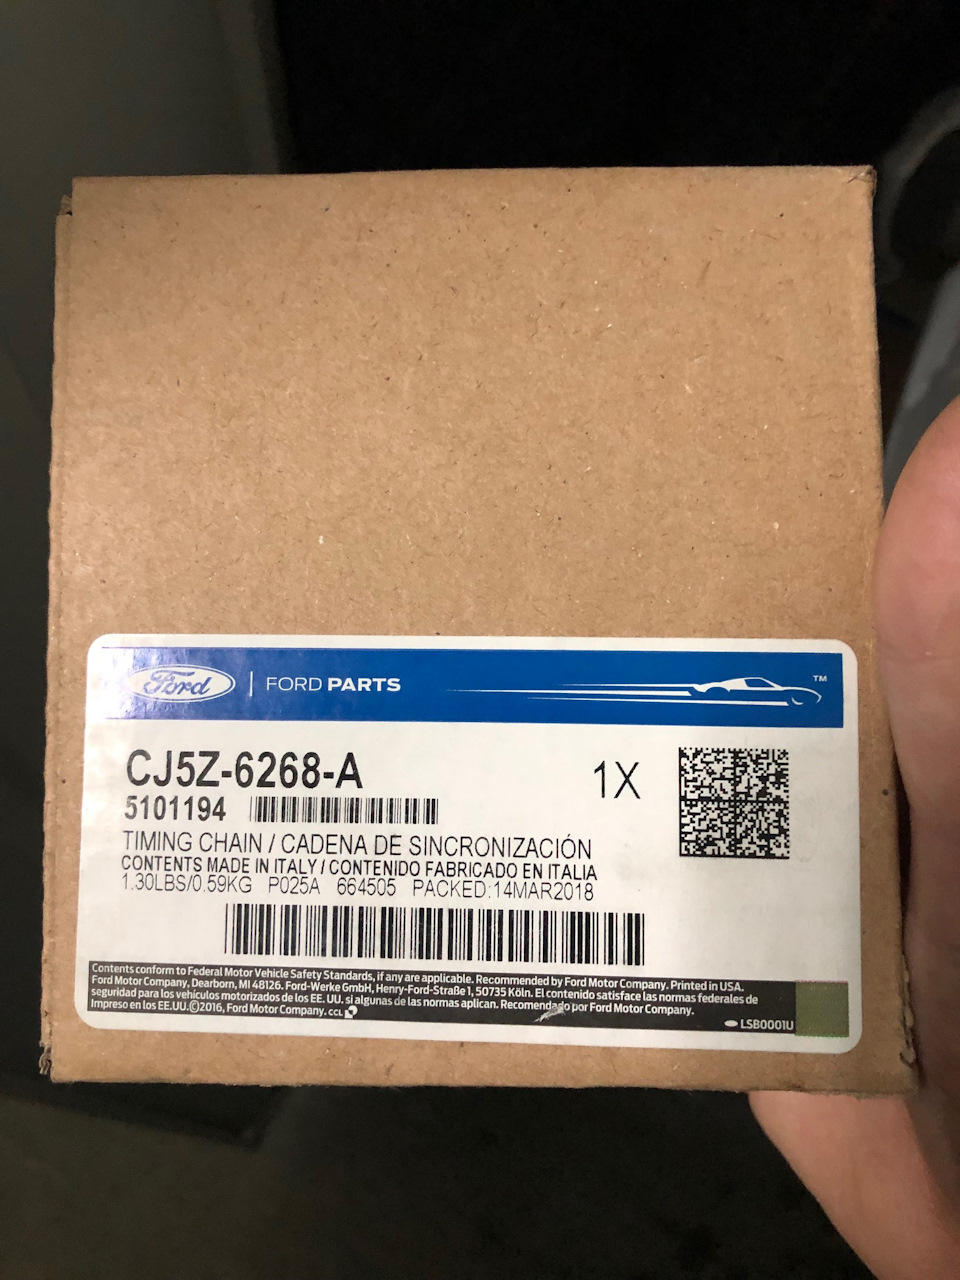 Ford | FORD PARTS ™
CJ5Z-6268-A
1X
5101194
TIMING CHAIN / CADENA DE SINCRONIZACIÓN
CONTENTS MADE IN ITALY / CONTENIDO FABRICADO EN ITALIA
1.30LBS/0.59KG P025A 664505 PACKED:14MAR2018
Contents conform to Federal Motor Vehicle Safety Standards, if any are applicable. Recommended by Ford Motor Company. Printed in USA.
Ford Motor Company, Dearborn, MI 48126. Ford-Werke GmbH, Henry-Ford-Straße 1, 50735 Köln. El contenido satisface las normas federales de
seguridad para los vehículos motorizados de los EE. UU. si algunas de las normas aplican. Recomendado por Ford Motor Company.
Impreso en los EE.UU.©2016, Ford Motor Company. CCL
LSB0001U